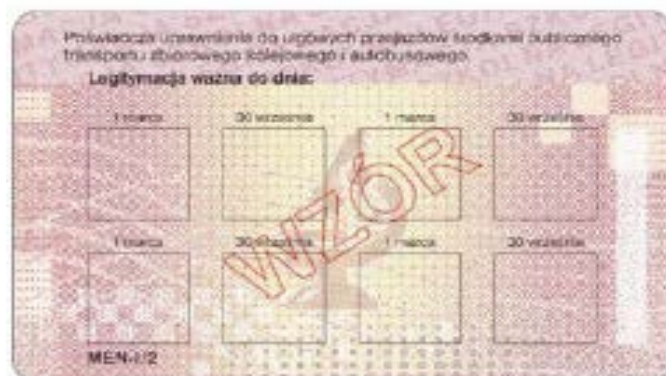 Poświadcza uprawnienia do ulgowych przejazdów środkami publicznego
transportu zbiorowego kolejowego i autobusowego.
Legitymacja ważna do dnia:
1 marca 30 września 1 marca 30 września
WZÓR
1 marca 30 września 1 marca 30 września
MEN-I/2